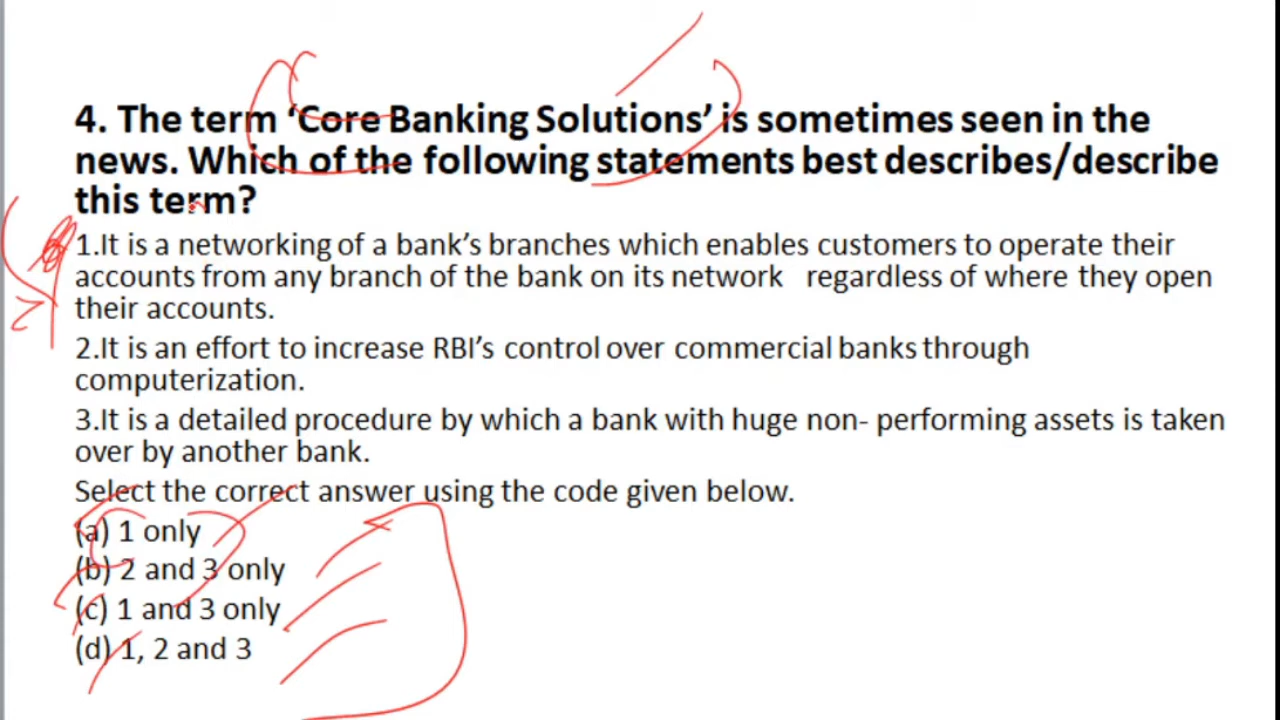 4. The term ‘Core Banking Solutions’ is sometimes seen in the
news. Which of the following statements best describes/describe
this term?
1.It is a networking of a bank’s branches which enables customers to operate their
accounts from any branch of the bank on its network regardless of where they open
their accounts.
2.It is an effort to increase RBI’s control over commercial banks through
computerization.
3.It is a detailed procedure by which a bank with huge non- performing assets is taken
over by another bank.
Select the correct answer using the code given below.
(a) 1 only
(b) 2 and 3 only
(c) 1 and 3 only
(d) 1, 2 and 3